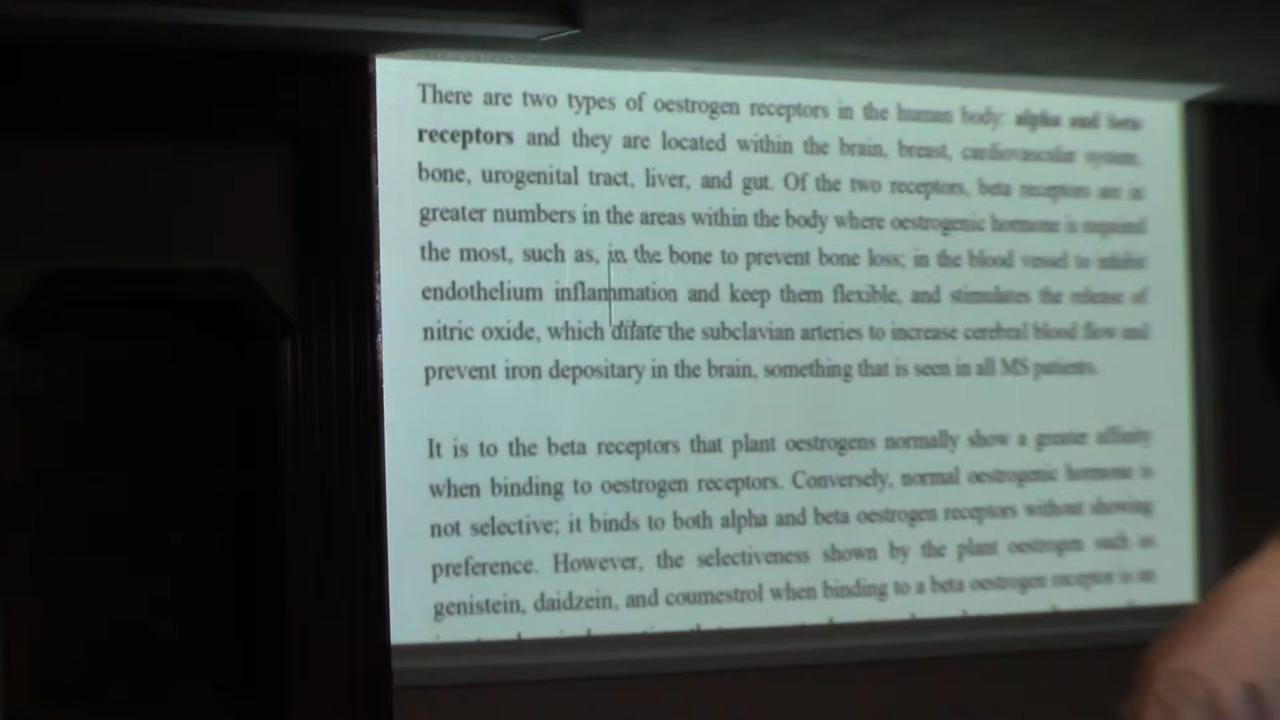 There are two types of oestrogen receptors in the human body: alpha and beta
receptors and they are located within the brain, breast, cardiovascular system,
bone, urogenital tract, liver, and gut. Of the two receptors, beta receptors are in
greater numbers in the areas within the body where oestrogenic hormone is required
the most, such as, in the bone to prevent bone loss; in the blood vessel to inhibit
endothelium inflammation and keep them flexible, and stimulates the release of
nitric oxide, which dilate the subclavian arteries to increase cerebral blood flow and
prevent iron depositary in the brain, something that is seen in all MS patients.
It is to the beta receptors that plant oestrogens normally show a greater affinity
when binding to oestrogen receptors. Conversely, normal oestrogenic hormone is
not selective; it binds to both alpha and beta oestrogen receptors without showing
preference. However, the selectiveness shown by the plant oestrogen such as
genistein, daidzein, and coumestrol when binding to a beta oestrogen receptor is an